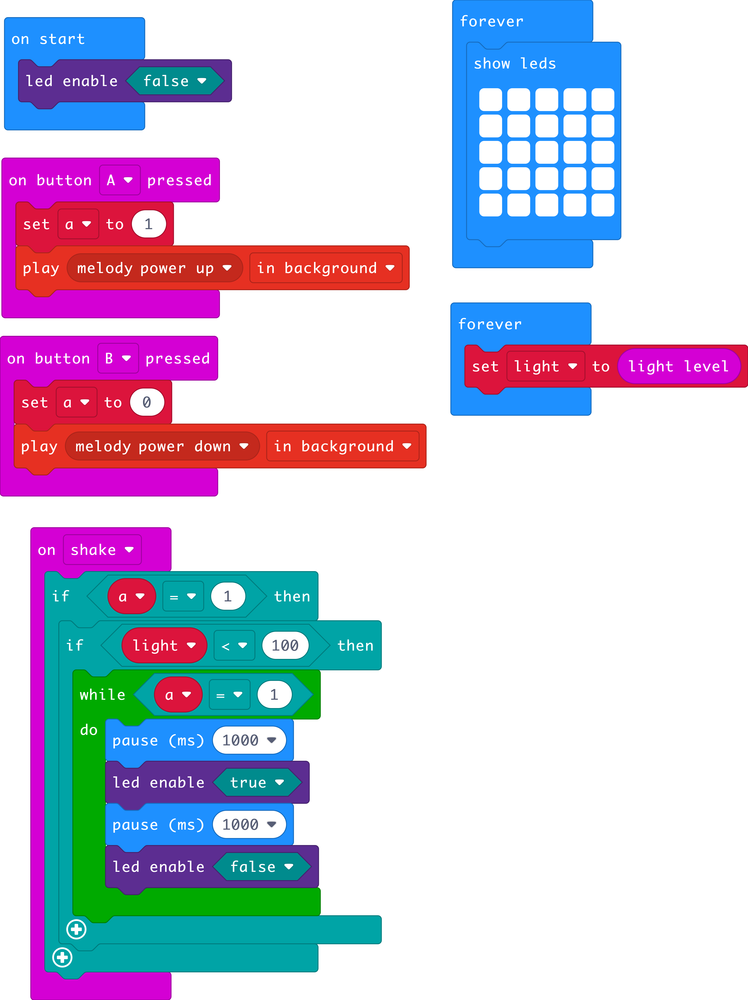 on start
led enable false
on button A pressed
set a to 1
play melody power up in background
on button B pressed
set a to 0
play melody power down in background
forever
show leds
forever
set light to light level
on shake
if a = 1 then
if light < 100 then
while a = 1
do
pause (ms) 1000
led enable true
pause (ms) 1000
led enable false